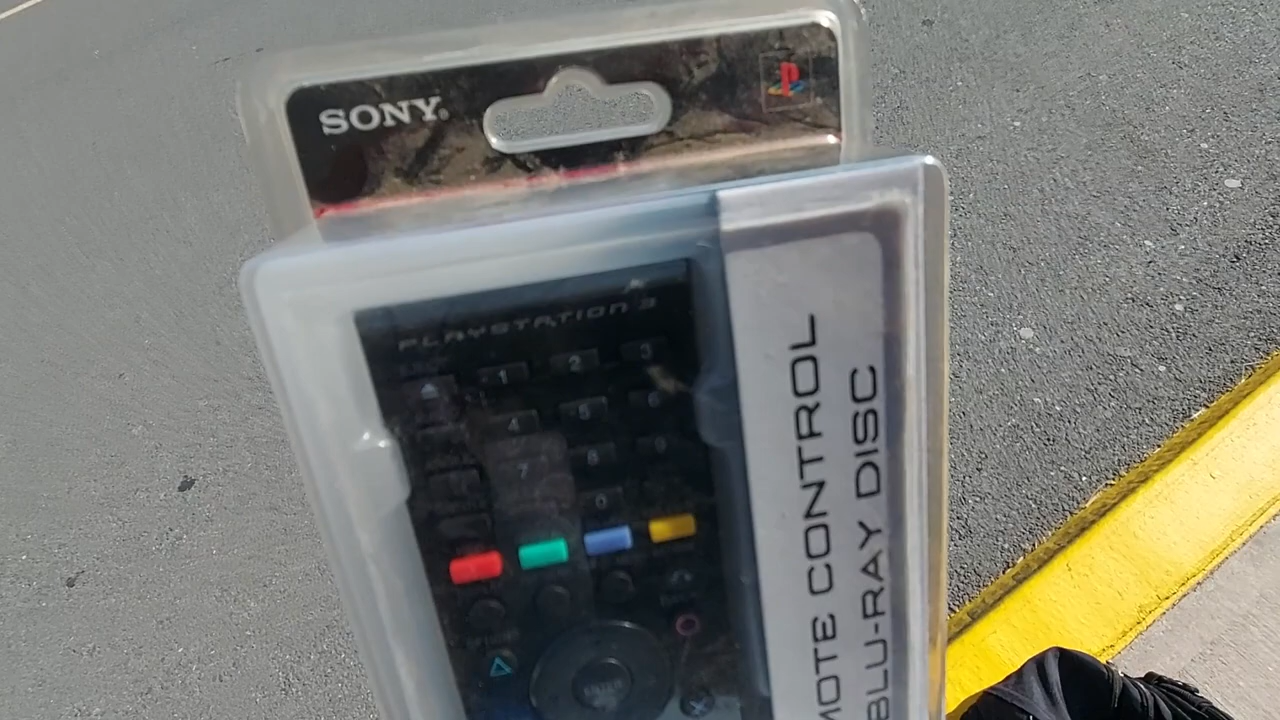 SONY
PLAYSTATION 3
1 2 3
4 5 6
7 8 9
0
MOTE CONTROL
BLU-RAY DISC